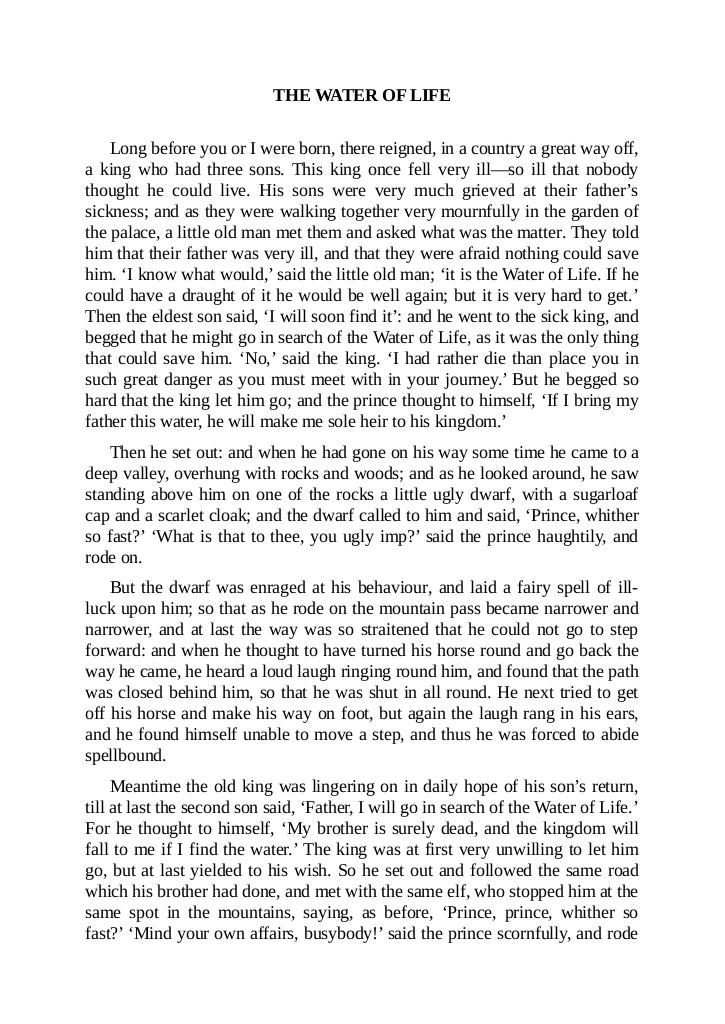 THE WATER OF LIFE
Long before you or I were born, there reigned, in a country a great way off,
a king who had three sons. This king once fell very ill—so ill that nobody
thought he could live. His sons were very much grieved at their father’s
sickness; and as they were walking together very mournfully in the garden of
the palace, a little old man met them and asked what was the matter. They told
him that their father was very ill, and that they were afraid nothing could save
him. ‘I know what would,’ said the little old man; ‘it is the Water of Life. If he
could have a draught of it he would be well again; but it is very hard to get.’
Then the eldest son said, ‘I will soon find it’: and he went to the sick king, and
begged that he might go in search of the Water of Life, as it was the only thing
that could save him. ‘No,’ said the king. ‘I had rather die than place you in
such great danger as you must meet with in your journey.’ But he begged so
hard that the king let him go; and the prince thought to himself, ‘If I bring my
father this water, he will make me sole heir to his kingdom.’
Then he set out: and when he had gone on his way some time he came to a
deep valley, overhung with rocks and woods; and as he looked around, he saw
standing above him on one of the rocks a little ugly dwarf, with a sugarloaf
cap and a scarlet cloak; and the dwarf called to him and said, ‘Prince, whither
so fast?’ ‘What is that to thee, you ugly imp?’ said the prince haughtily, and
rode on.
But the dwarf was enraged at his behaviour, and laid a fairy spell of ill-
luck upon him; so that as he rode on the mountain pass became narrower and
narrower, and at last the way was so straitened that he could not go to step
forward: and when he thought to have turned his horse round and go back the
way he came, he heard a loud laugh ringing round him, and found that the path
was closed behind him, so that he was shut in all round. He next tried to get
off his horse and make his way on foot, but again the laugh rang in his ears,
and he found himself unable to move a step, and thus he was forced to abide
spellbound.
Meantime the old king was lingering on in daily hope of his son’s return,
till at last the second son said, ‘Father, I will go in search of the Water of Life.’
For he thought to himself, ‘My brother is surely dead, and the kingdom will
fall to me if I find the water.’ The king was at first very unwilling to let him
go, but at last yielded to his wish. So he set out and followed the same road
which his brother had done, and met with the same elf, who stopped him at the
same spot in the mountains, saying, as before, ‘Prince, prince, whither so
fast?’ ‘Mind your own affairs, busybody!’ said the prince scornfully, and rode